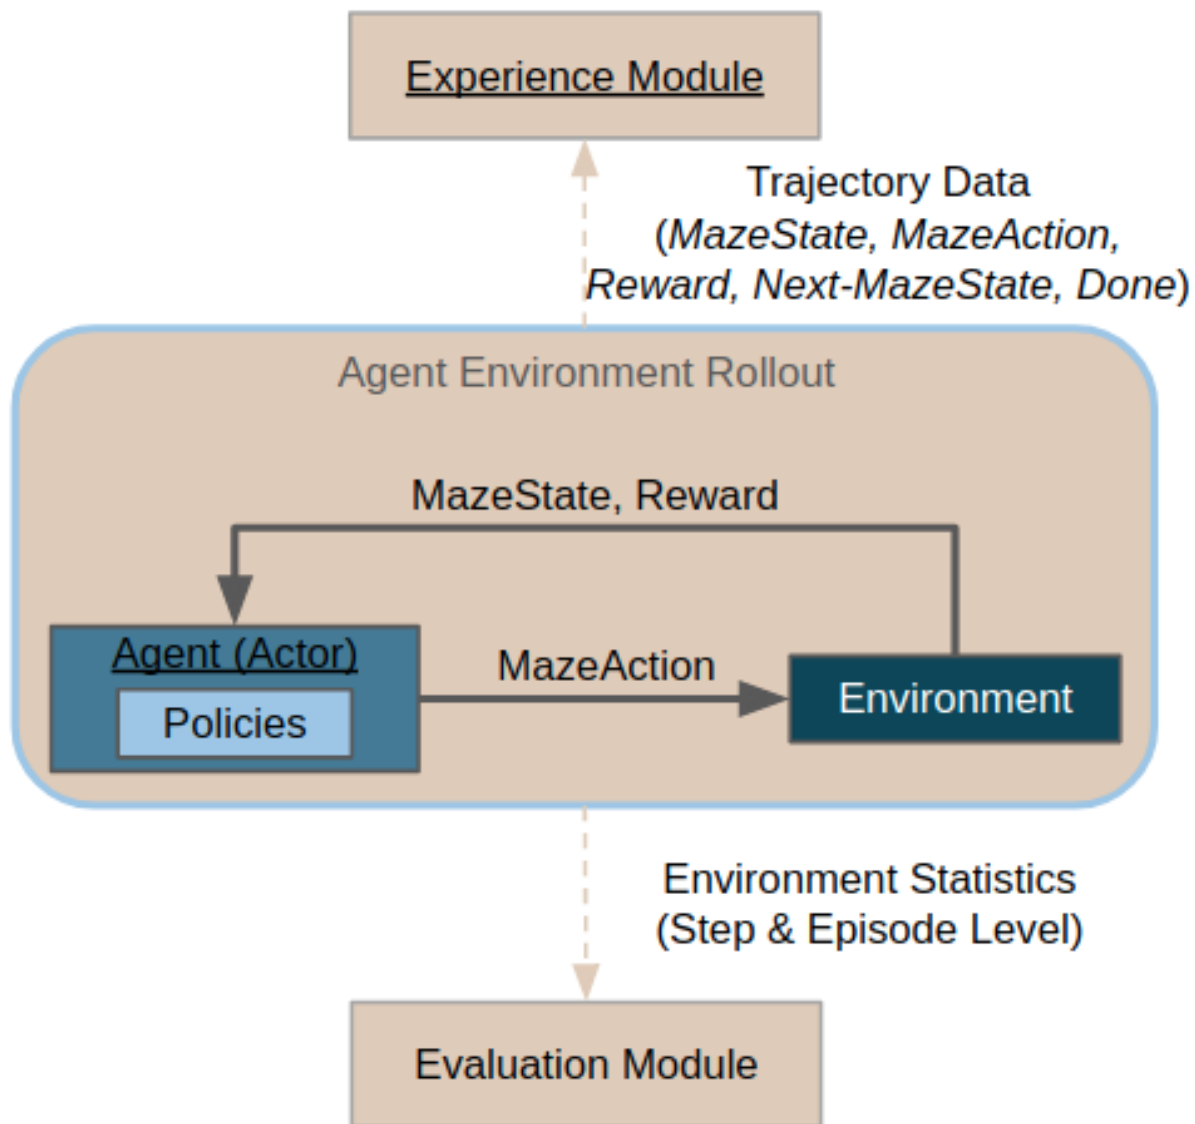 Experience Module
Trajectory Data
(MazeState, MazeAction,
Reward, Next-MazeState, Done)
Agent Environment Rollout
MazeState, Reward
Agent (Actor)
MazeAction
Policies
Environment
Environment Statistics
(Step & Episode Level)
Evaluation Module